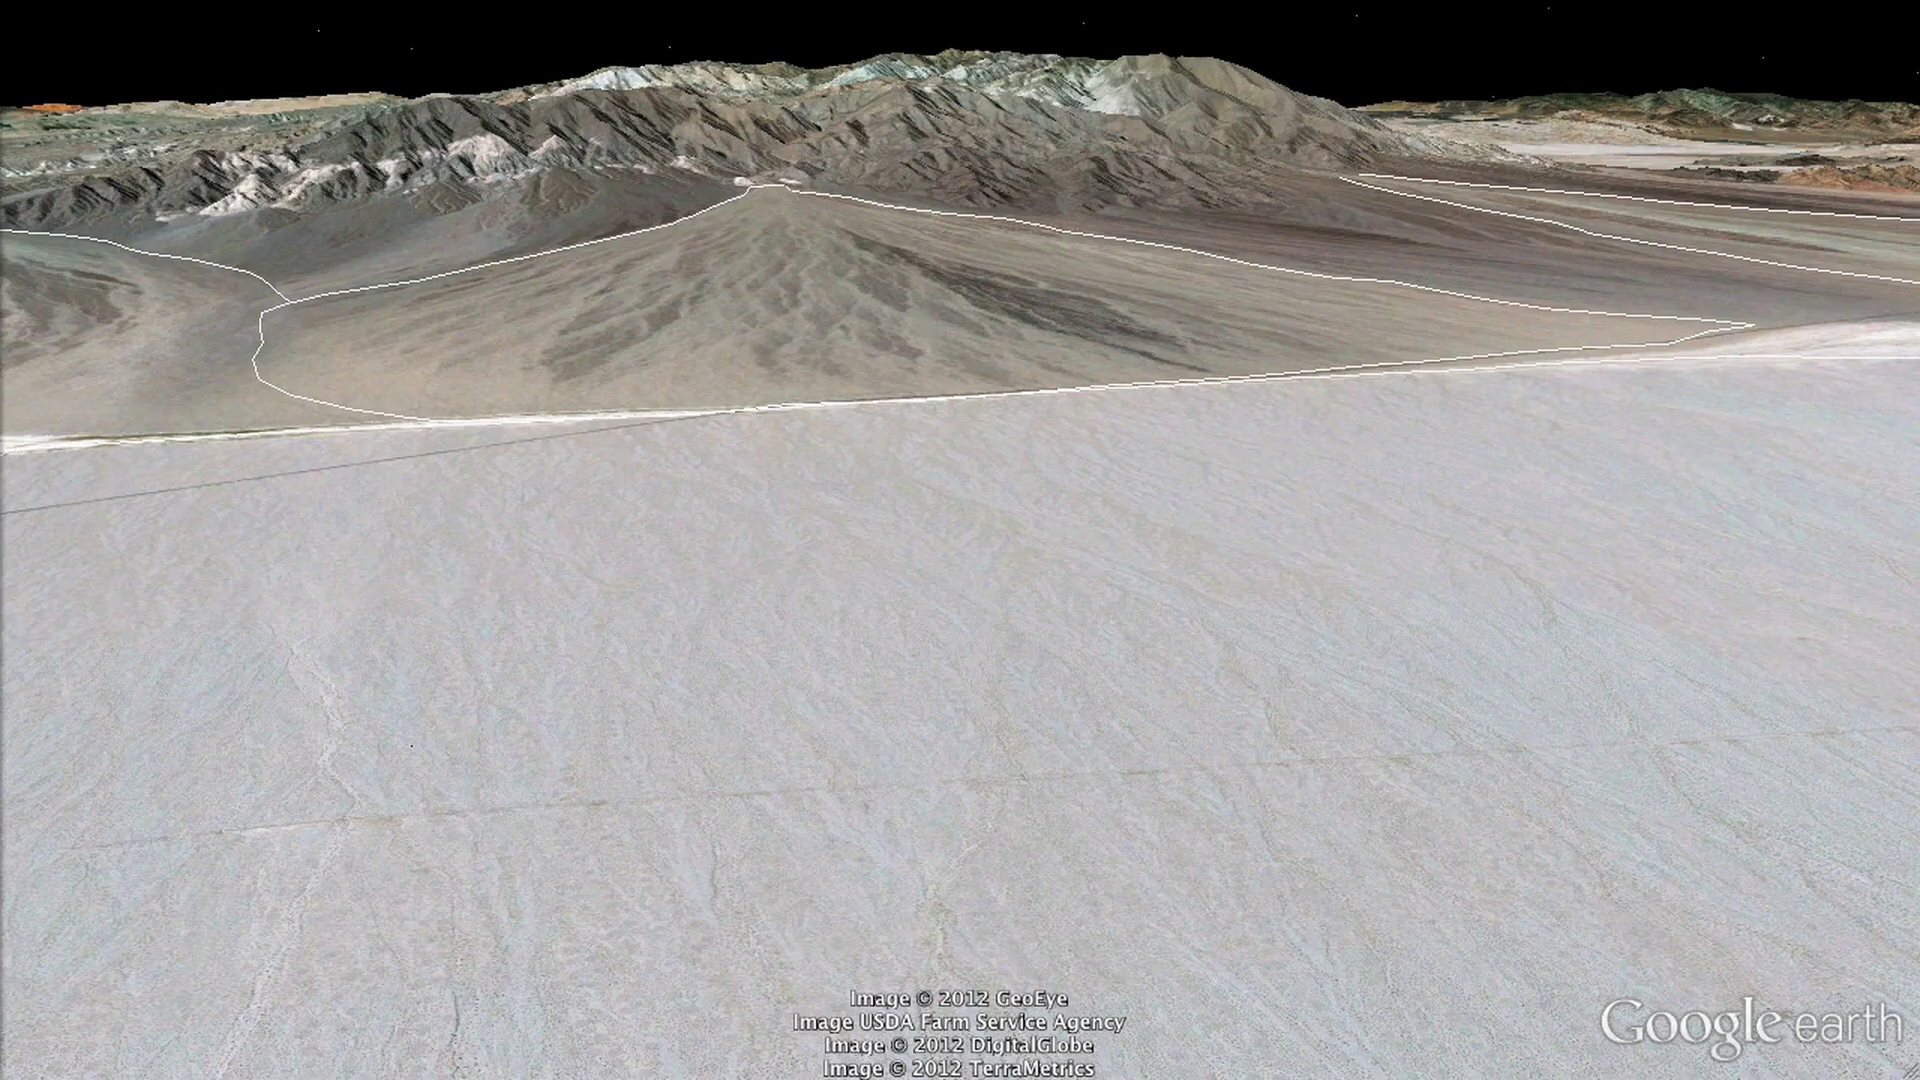 Image © 2012 GeoEye
Image USDA Farm Service Agency
Image © 2012 DigitalGlobe
Image © 2012 TerraMetrics
Google earth